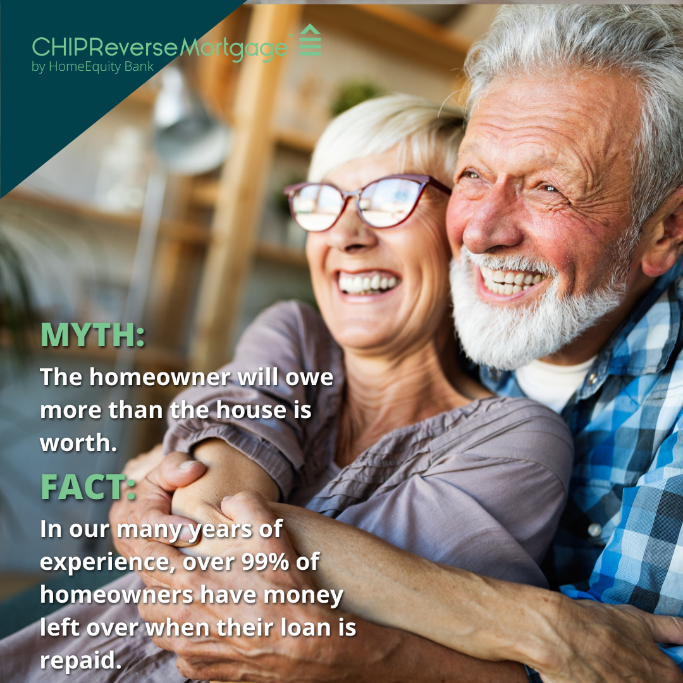 CHIPReverseMortgage
by HomeEquity Bank
MYTH:
The homeowner will owe
more than the house is
worth.
FACT:
In our many years of
experience, over 99% of
homeowners have money
left over when their loan is
repaid.